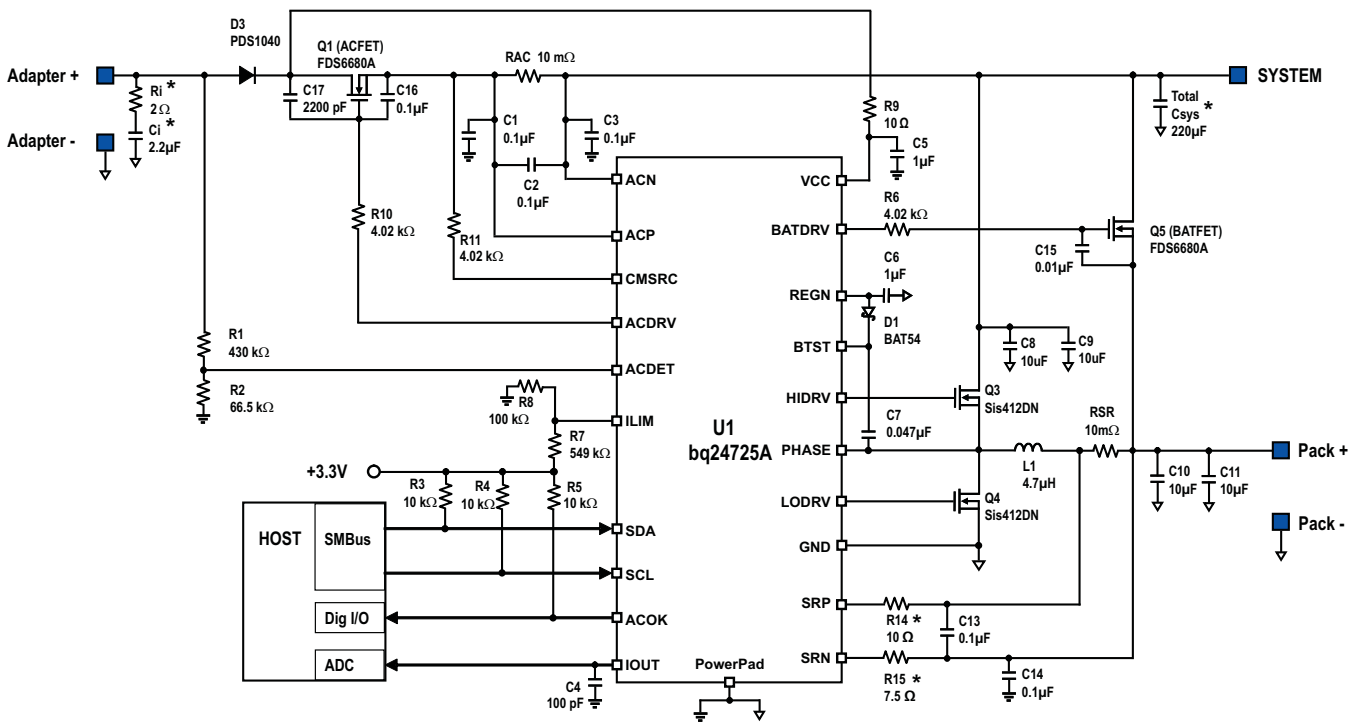 D3
PDS1040
Q1 (ACFET)
FDS6680A
RAC 10 mΩ
Adapter +
SYSTEM
Ri *
2 Ω
Ci *
2.2µF
Adapter -
C17
2200 pF
C16
0.1µF
C1
0.1µF
C3
0.1µF
C2
0.1µF
R9
10 Ω
C5
1µF
Total
Csys *
220µF
ACN
VCC
R10
4.02 kΩ
R11
4.02 kΩ
ACP
BATDRV
R6
4.02 kΩ
Q5 (BATFET)
FDS6680A
C15
0.01µF
CMSRC
REGN
C6
1µF
D1
BAT54
ACDRV
BTST
R1
430 kΩ
C8
10uF
C9
10uF
ACDET
R2
66.5 kΩ
R8
100 kΩ
HIDRV
Q3
Sis412DN
ILIM
U1
bq24725A
C7
0.047µF
RSR
10mΩ
R7
549 kΩ
PHASE
L1
4.7µH
Pack +
+3.3V
R3
10 kΩ
R4
10 kΩ
R5
10 kΩ
C10
10µF
C11
10µF
LODRV
Q4
Sis412DN
HOST
SMBus
SDA
GND
Pack -
SCL
SRP
R14 *
10 Ω
C13
0.1µF
Dig I/O
ACOK
ADC
IOUT
C4
100 pF
PowerPad
SRN
R15 *
7.5 Ω
C14
0.1µF